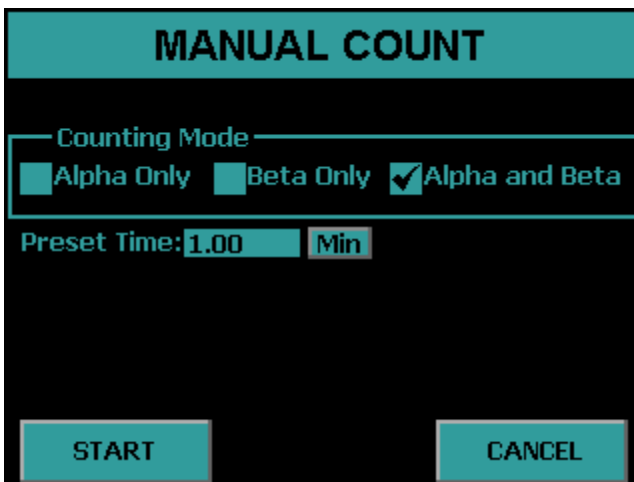 MANUAL COUNT
Counting Mode
Alpha Only Beta Only Alpha and Beta
Preset Time: 1.00 Min
START CANCEL